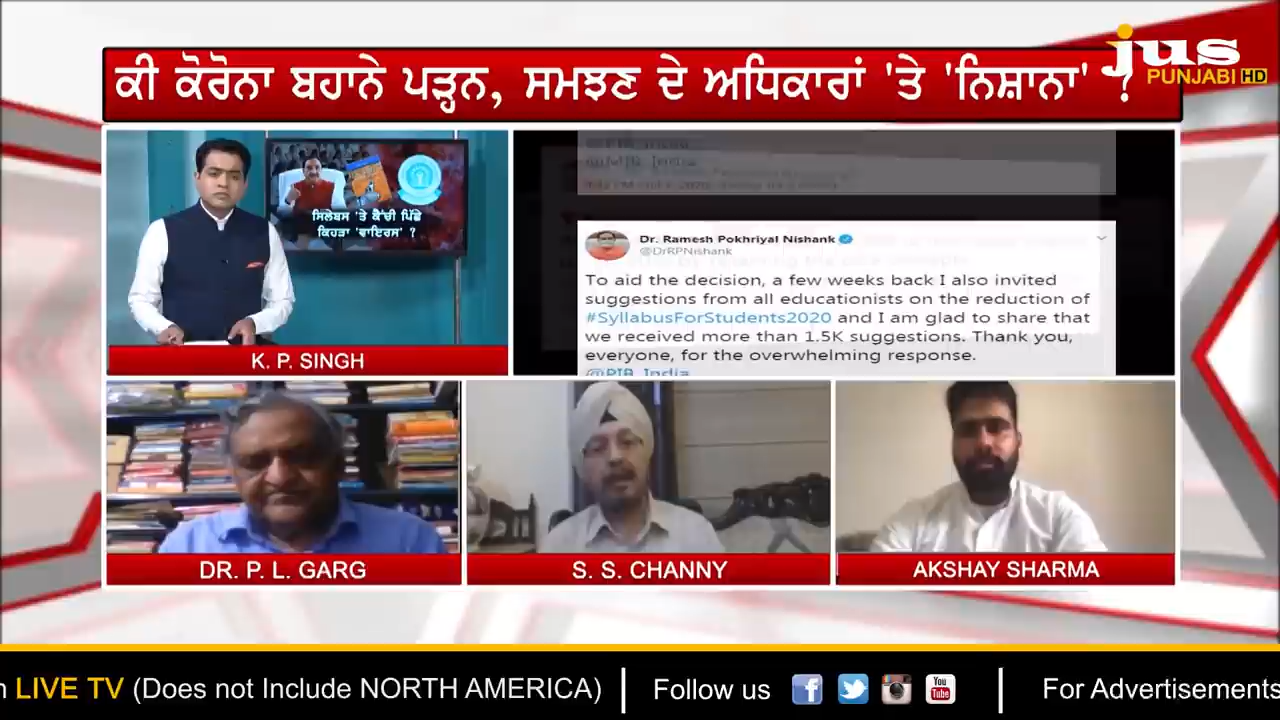 ਕੀ ਕੋਰੋਨਾ ਬਹਾਨੇ ਪੜ੍ਹਨ, ਸਮਝਣ ਦੇ ਅਧਿਕਾਰਾਂ 'ਤੇ 'ਨਿਸ਼ਾਨਾ' ?
jus
PUNJABI HD
ਸਿਲੇਬਸ 'ਤੇ ਕੈਂਚੀ ਪਿੱਛੇ
ਕਿਹੜਾ 'ਵਾਇਰਸ' ?
K. P. SINGH
Dr. Ramesh Pokhriyal Nishank
@DrRPNishank
To aid the decision, a few weeks back I also invited
suggestions from all educationists on the reduction of
#SyllabusForStudents2020 and I am glad to share that
we received more than 1.5K suggestions. Thank you,
everyone, for the overwhelming response.
@PIB_India
DR. P. L. GARG
S. S. CHANNY
AKSHAY SHARMA
LIVE TV (Does not Include NORTH AMERICA) | Follow us You Tube | For Advertisements